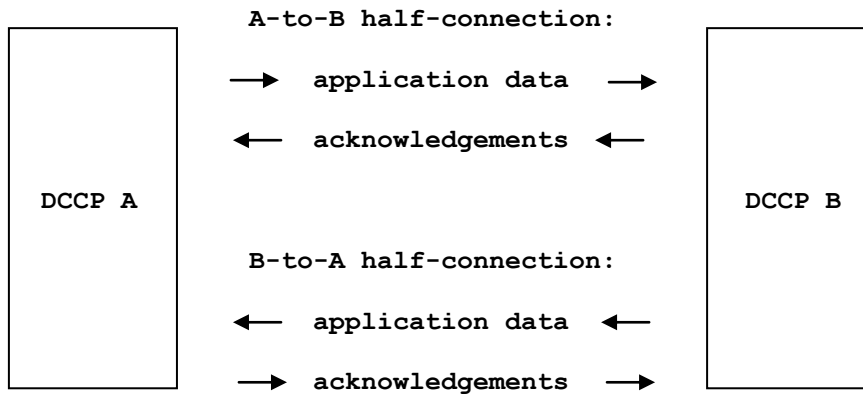 A-to-B half-connection:
application data
acknowledgements
DCCP A
DCCP B
B-to-A half-connection:
application data
acknowledgements